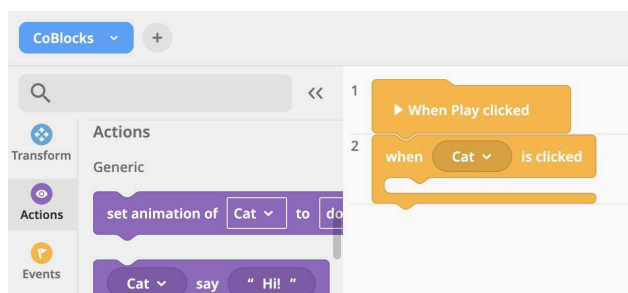 CoBlocks
+
1
When Play clicked
2
when Cat is clicked
Transform
Actions
Events
Actions
Generic
set animation of Cat to do
Cat say “ Hi! ”